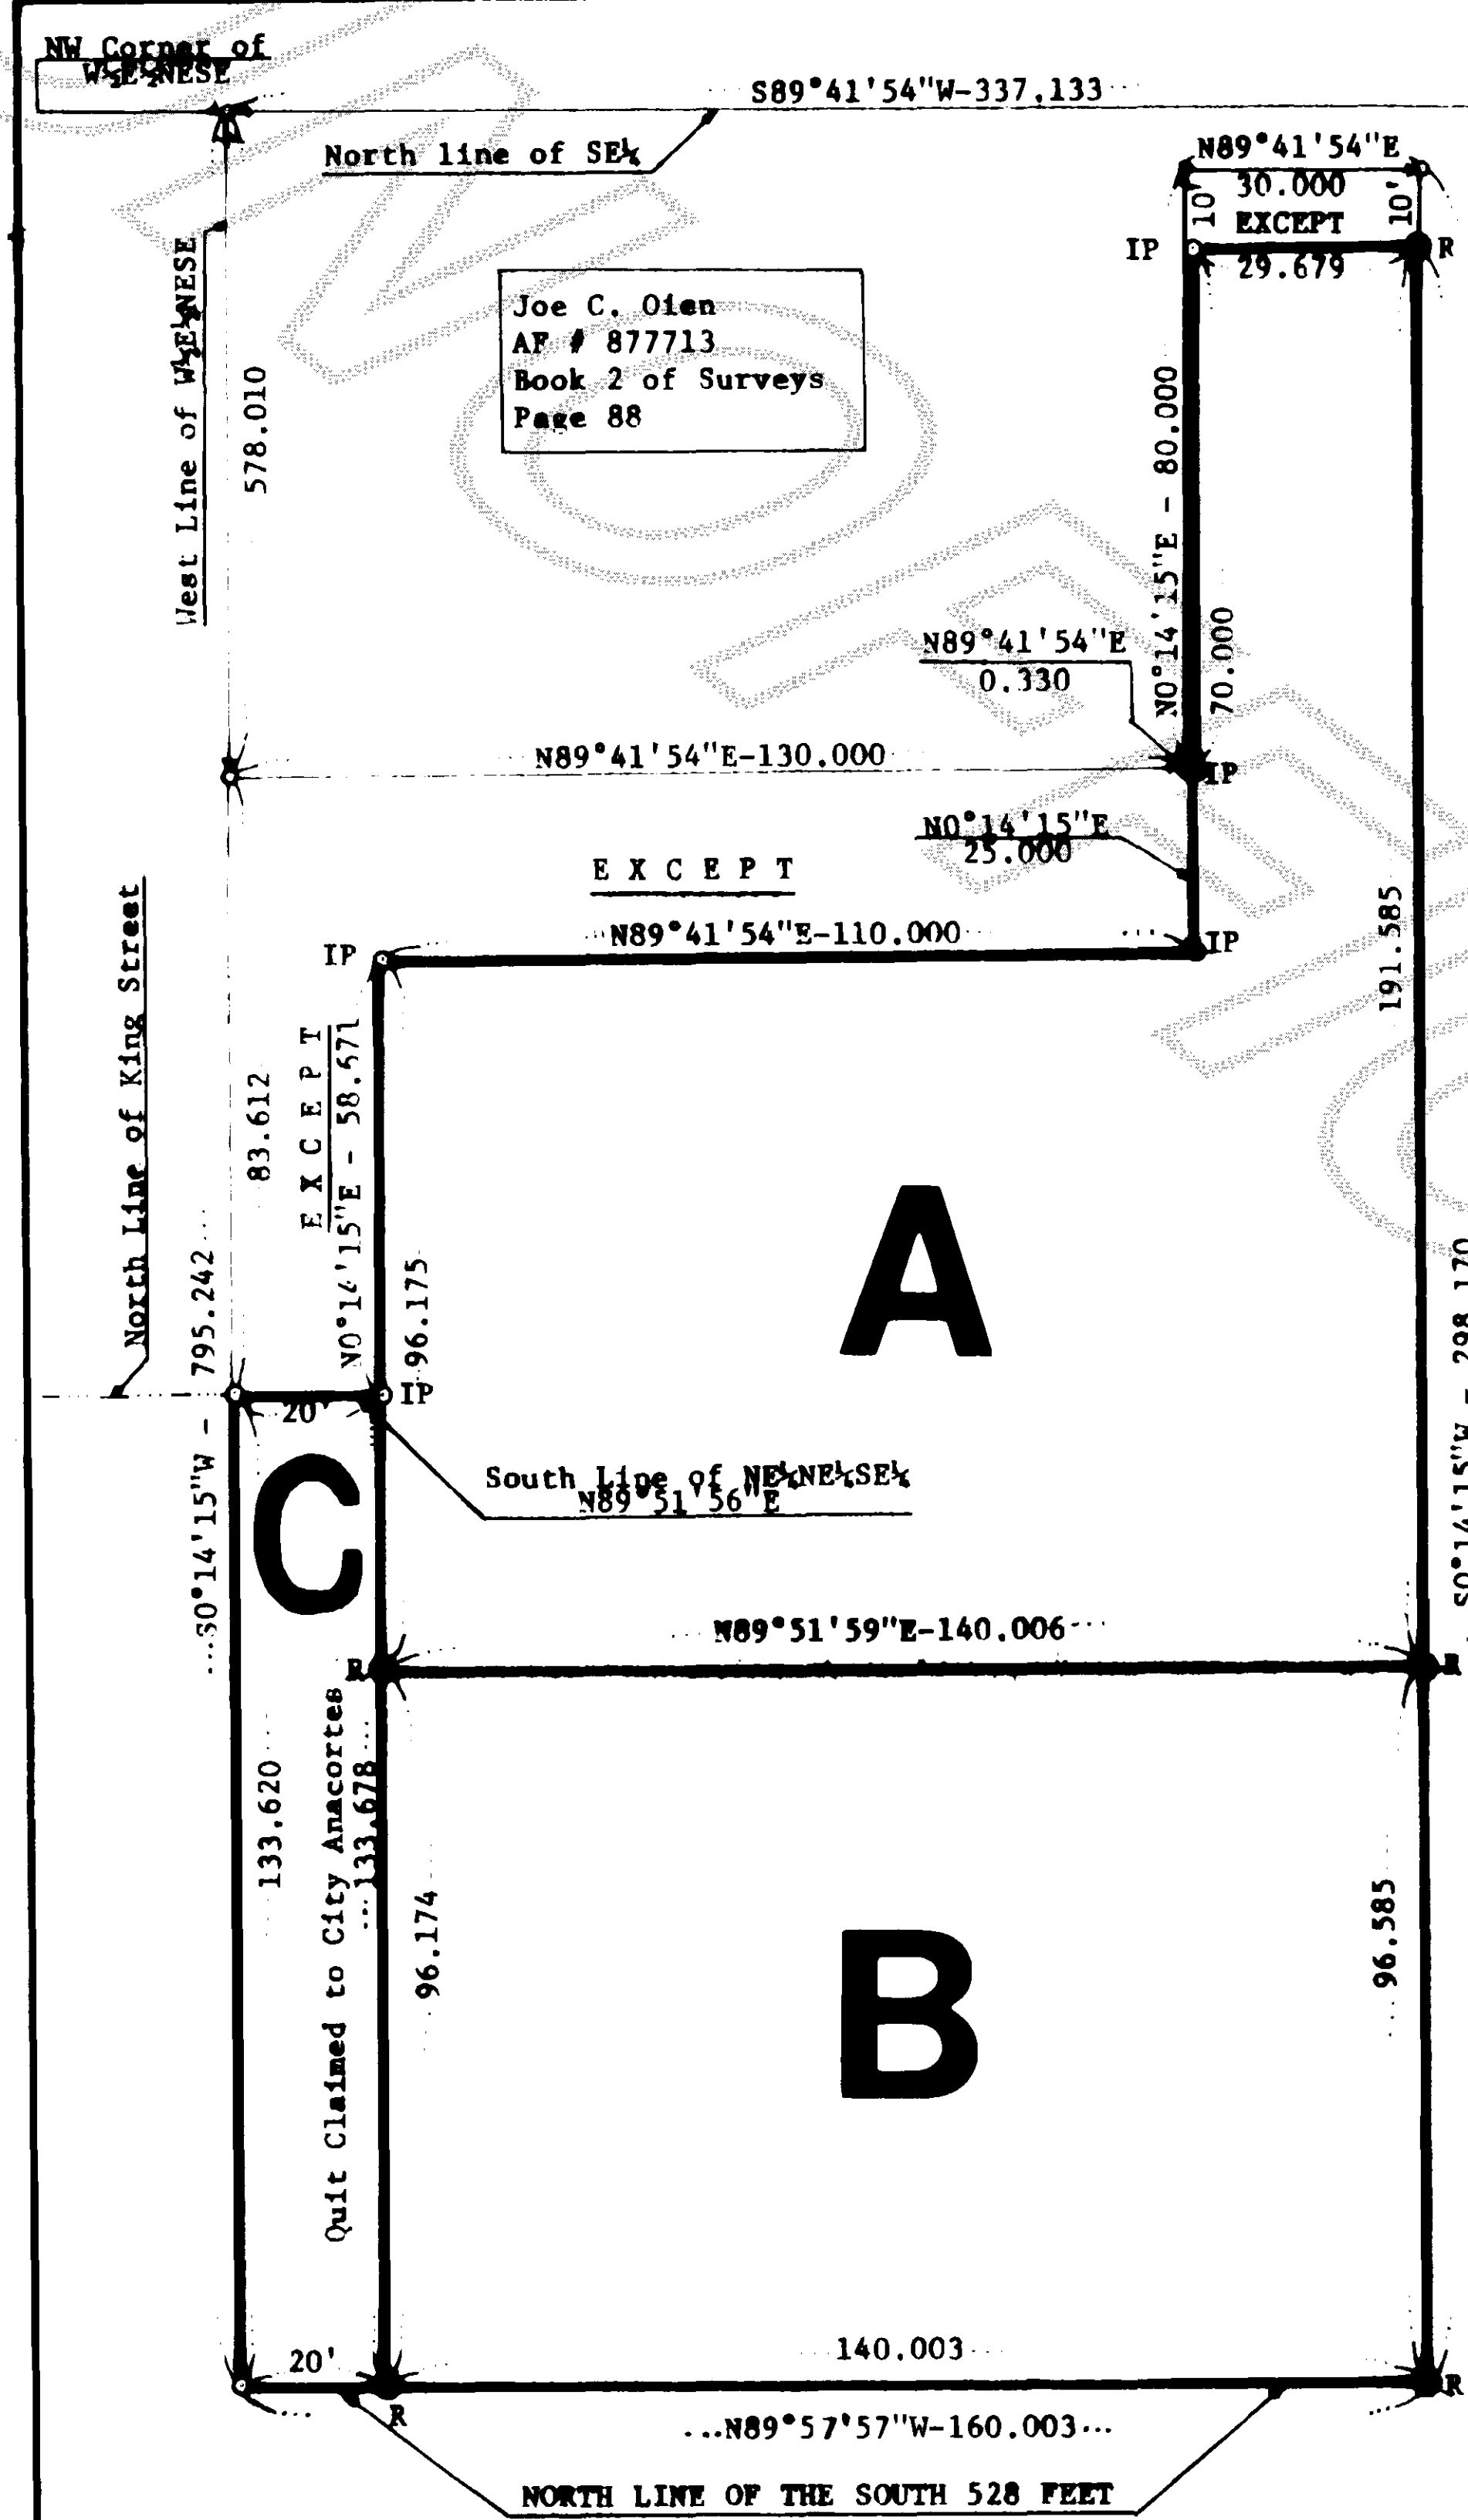 NW Corner of
W½E½NESE
S89°41'54"W-337.133
North line of SE¼
N89°41'54"E
30.000
10'
10'
EXCEPT
IP
R
29.679
West Line of W½E½NESE
578.010
Joe C. Oien
AF # 877713
Book 2 of Surveys
Page 88
N0°14'15"E - 80.000
70.000
N89°41'54"E
0.330
N89°41'54"E-130.000
IP
N0°14'15"E
25.000
E X C E P T
N89°41'54"E-110.000
IP
IP
191.585
North Line of King Street
83.612
E X C E P T
N0°14'15"E - 58.671
96.175
A
S0°14'15"W - 795.242
S0°14'15"W - 298.170
20'
IP
C
South Line of NE¼NE¼SE¼
N89°51'56"E
N89°51'59"E-140.006
R
R
133.620
Quit Claimed to City Anacortes
133.678
96.174
B
96.585
20'
140.003
R
R
N89°57'57"W-160.003
NORTH LINE OF THE SOUTH 528 FEET